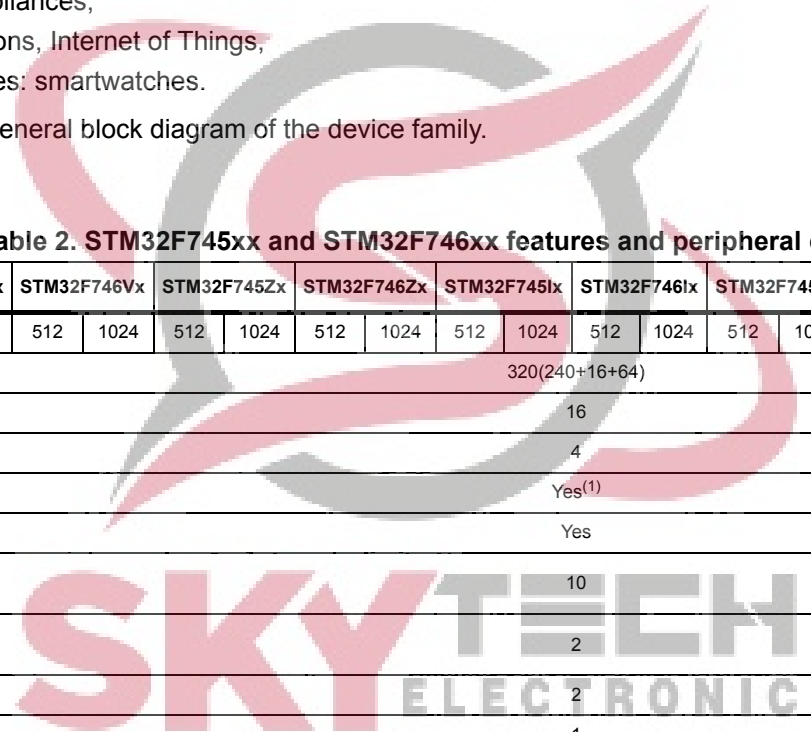 pliances,
ons, Internet of Things,
es: smartwatches.
eneral block diagram of the device family.
able 2. STM32F745xx and STM32F746xx features and peripheral
x STM32F746Vx STM32F745Zx STM32F746Zx STM32F745Ix STM32F746Ix STM32F745
512 1024 512 1024 512 1024 512 1024 512 1024 512 10
320(240+16+64)
16
4
Yes(1)
Yes
10
2
2
1
SKYTECH
ELECTRONIC